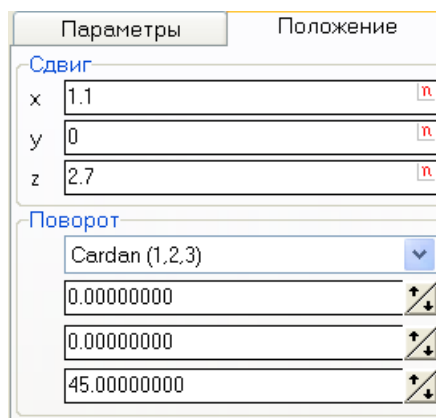 Параметры Положение
Сдвиг
x 1.1 n
y 0 n
z 2.7 n
Поворот
Cardan (1,2,3)
0.00000000
0.00000000
45.00000000